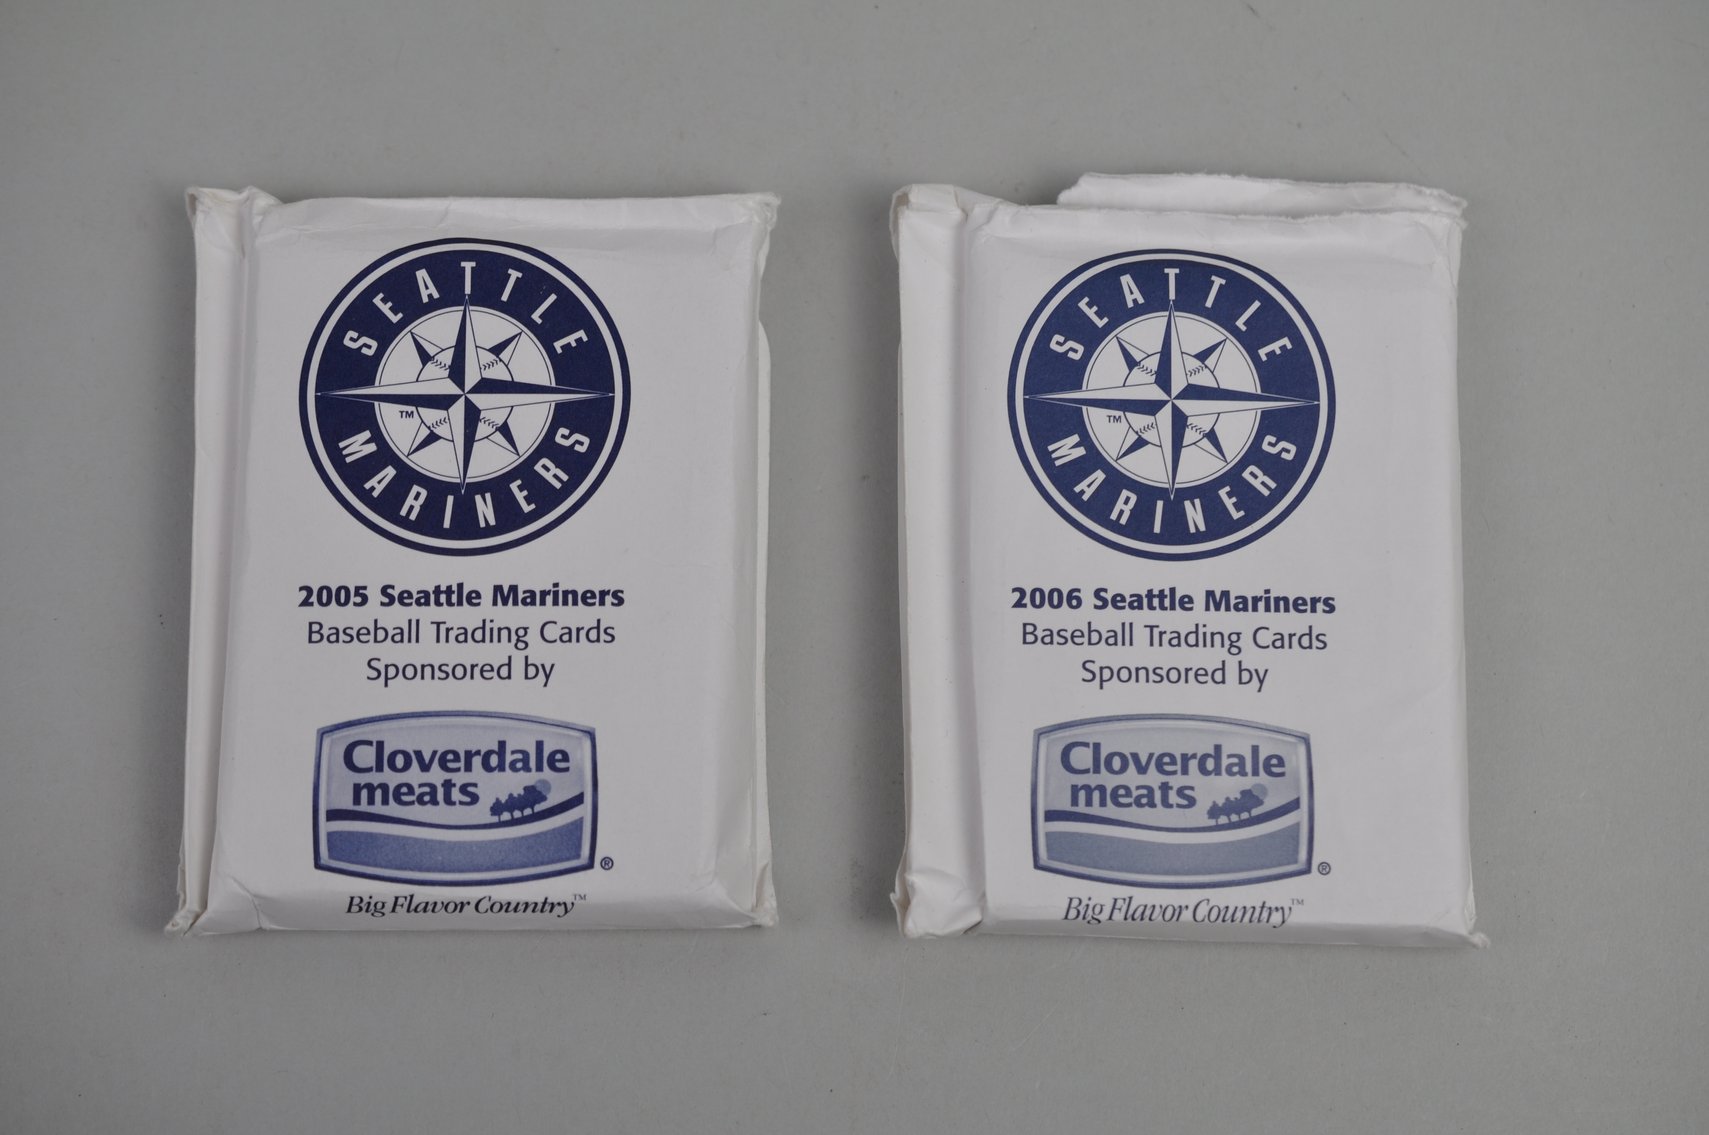 SEATTLE
MARINERS
TM
2005 Seattle Mariners
Baseball Trading Cards
Sponsored by
Cloverdale
meats
®
Big Flavor Country™
SEATTLE
MARINERS
TM
2006 Seattle Mariners
Baseball Trading Cards
Sponsored by
Cloverdale
meats
®
Big Flavor Country™